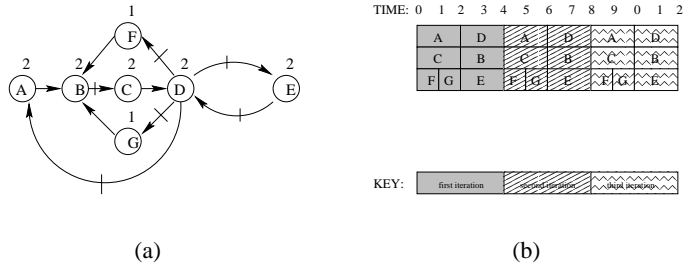 1
F
2 2 2 2 2
A B C D E
1
G
(a)
TIME: 0 1 2 3 4 5 6 7 8 9 0 1 2
A D A D A D
C B C B C B
F G E F G E F G E
KEY: first iteration second iteration third iteration
(b)